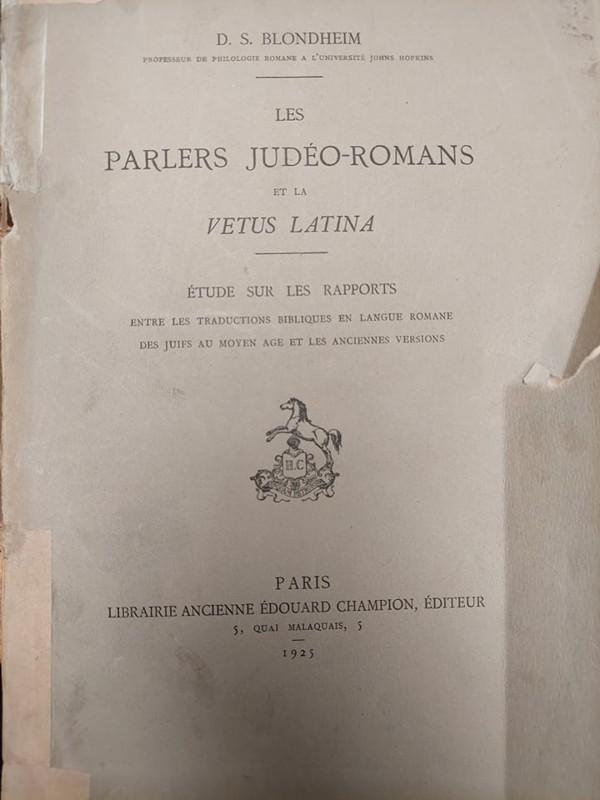 D. S. BLONDHEIM
PROFESSEUR DE PHILOLOGIE ROMANE A L'UNIVERSITÉ JOHNS HOPKINS
LES
PARLERS JUDÉO-ROMANS
ET LA
VETUS LATINA
ÉTUDE SUR LES RAPPORTS
ENTRE LES TRADUCTIONS BIBLIQUES EN LANGUE ROMANE
DES JUIFS AU MOYEN AGE ET LES ANCIENNES VERSIONS
H.C
PARIS
LIBRAIRIE ANCIENNE ÉDOUARD CHAMPION, ÉDITEUR
5, QUAI MALAQUAIS, 5
1925